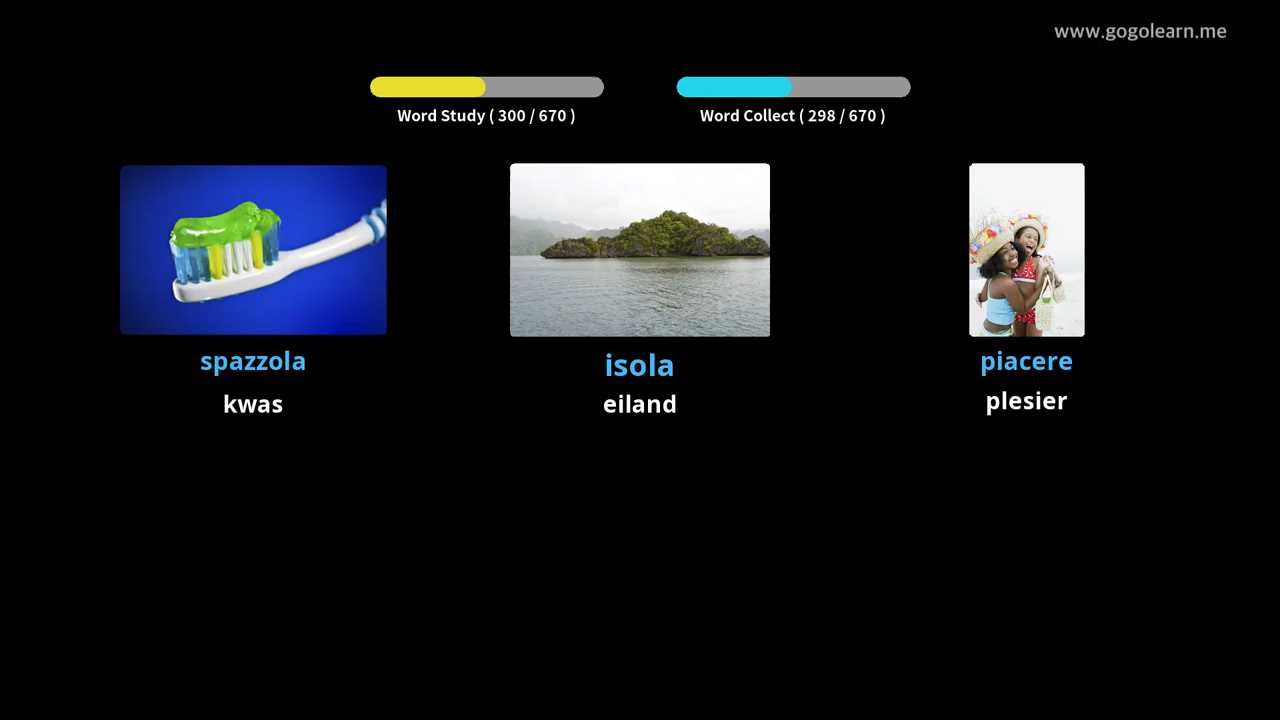 www.gogolearn.me
Word Study ( 300 / 670 )
Word Collect ( 298 / 670 )
spazzola
isola
piacere
kwas
eiland
plesier